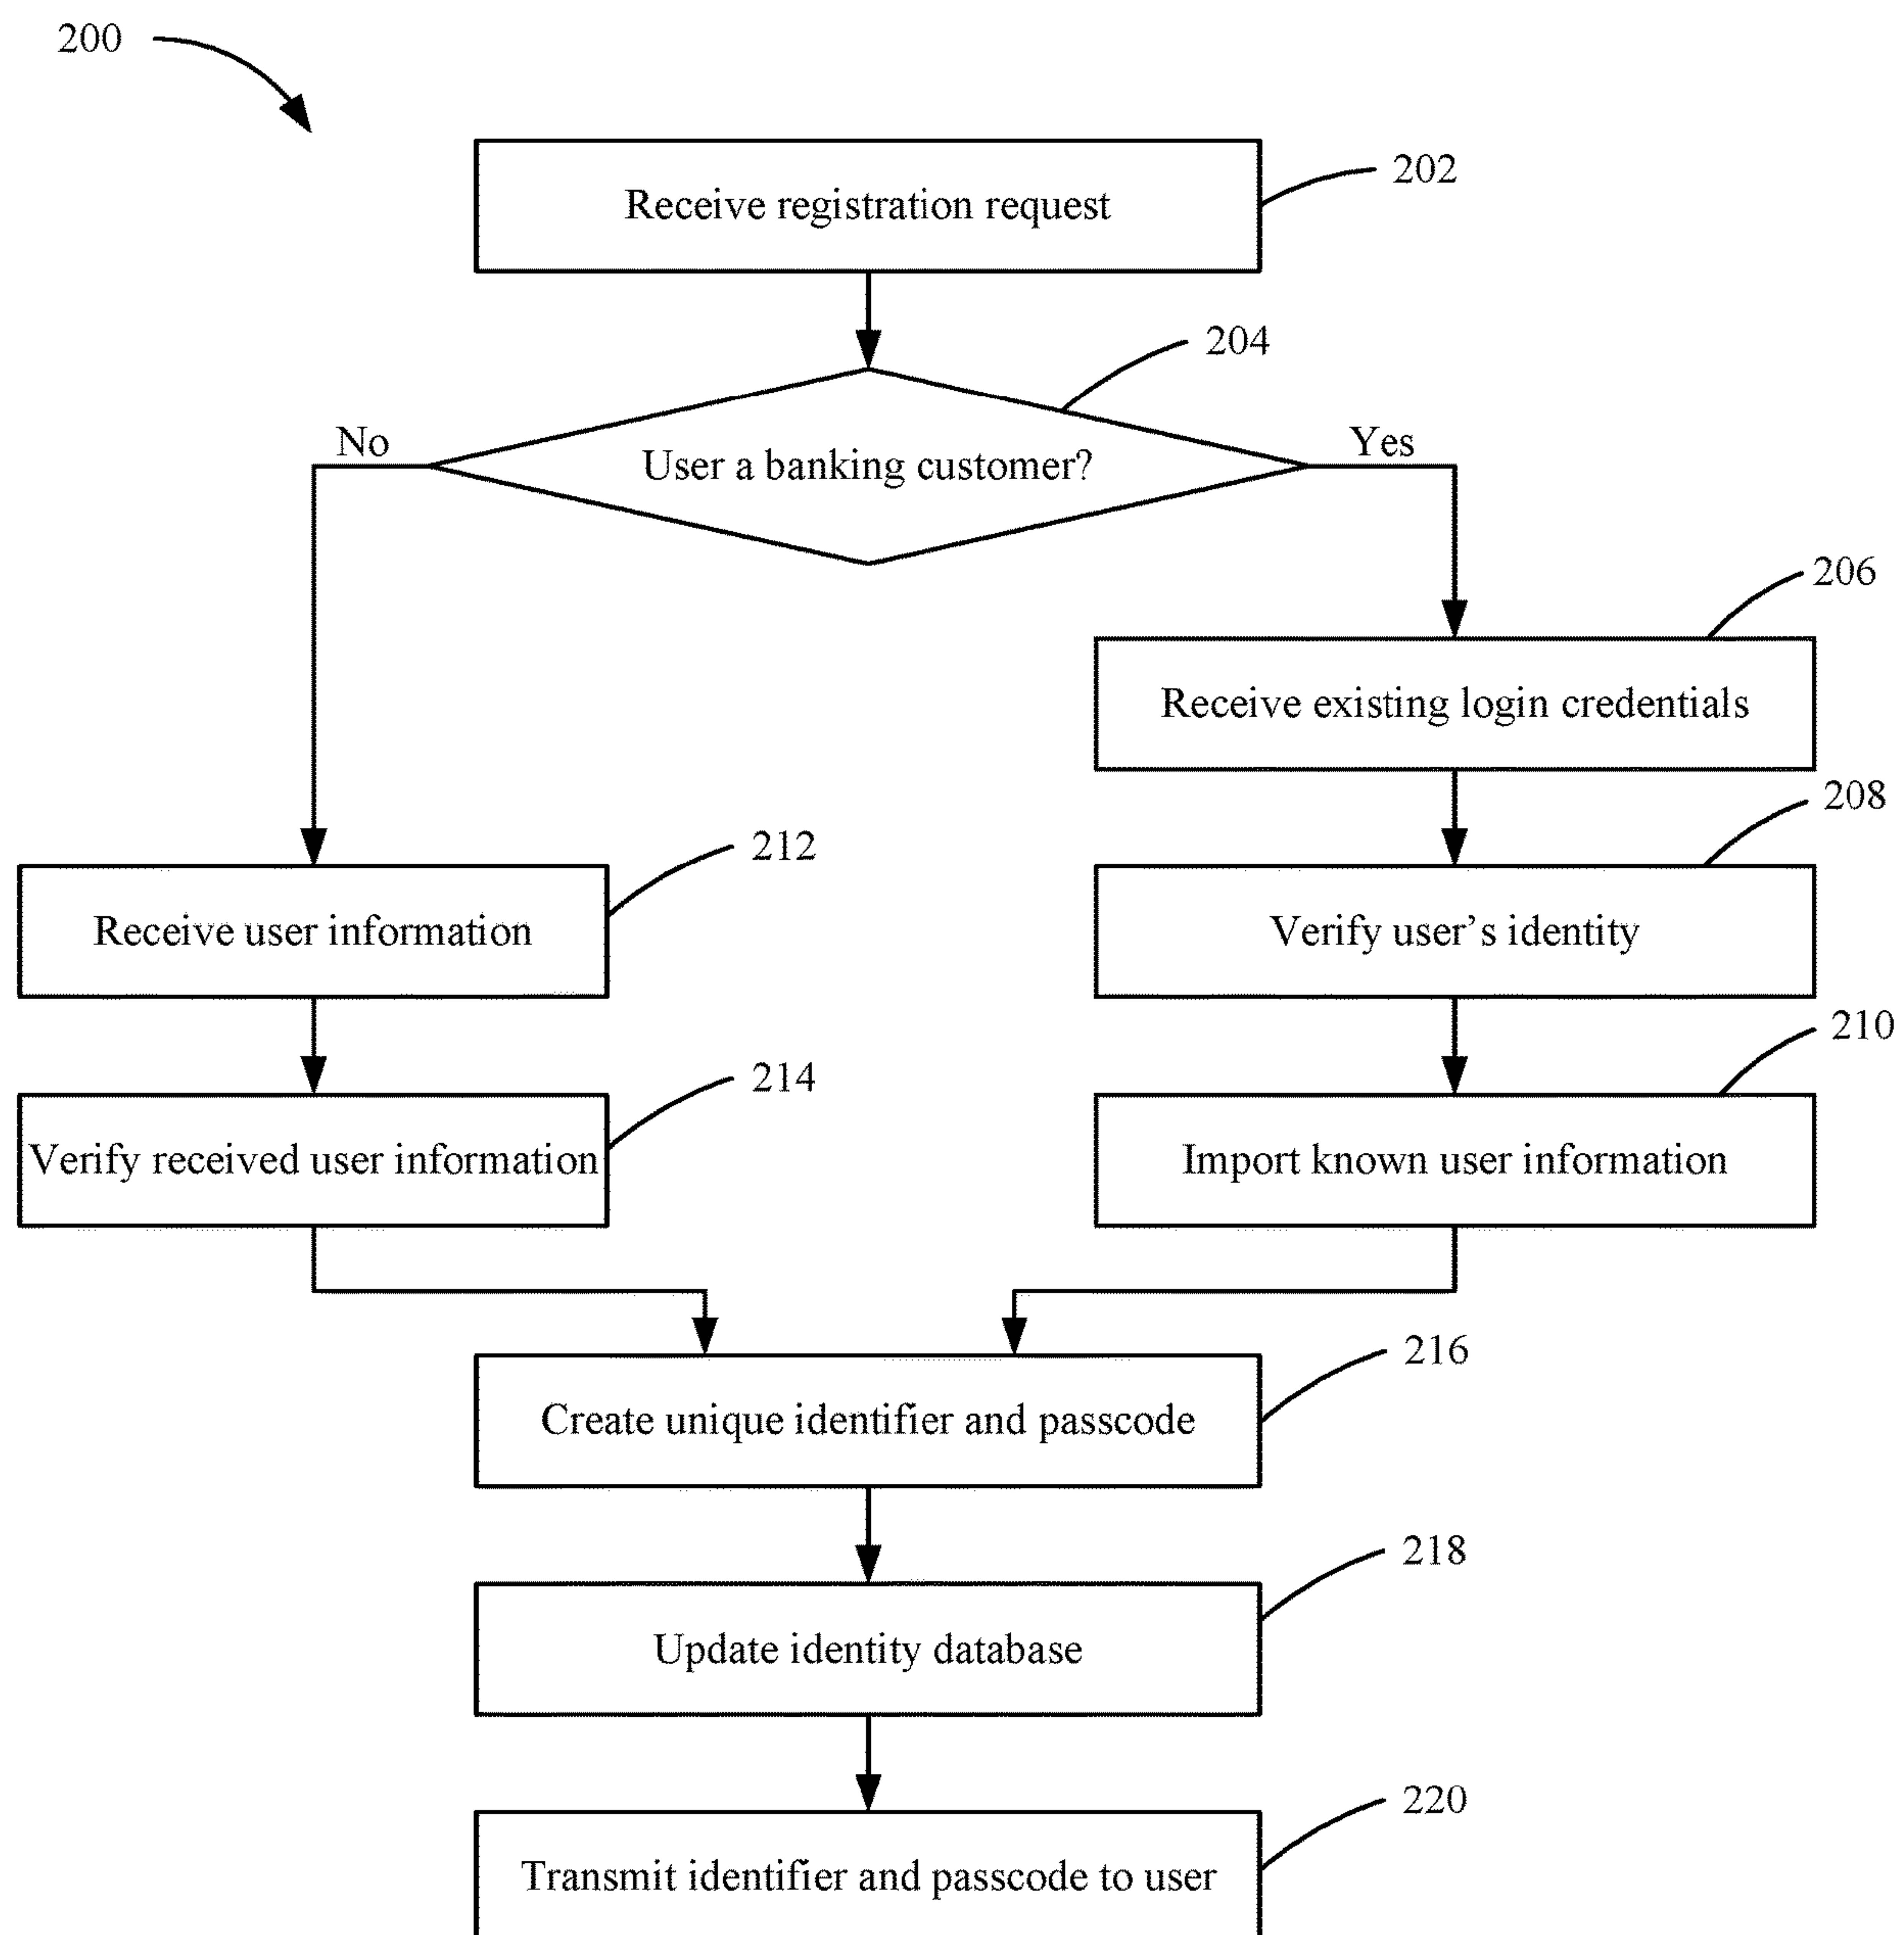 200
202
Receive registration request
204
No
Yes
User a banking customer?
206
Receive existing login credentials
208
212
Receive user information
Verify user’s identity
210
214
Verify received user information
Import known user information
216
Create unique identifier and passcode
218
Update identity database
220
Transmit identifier and passcode to user